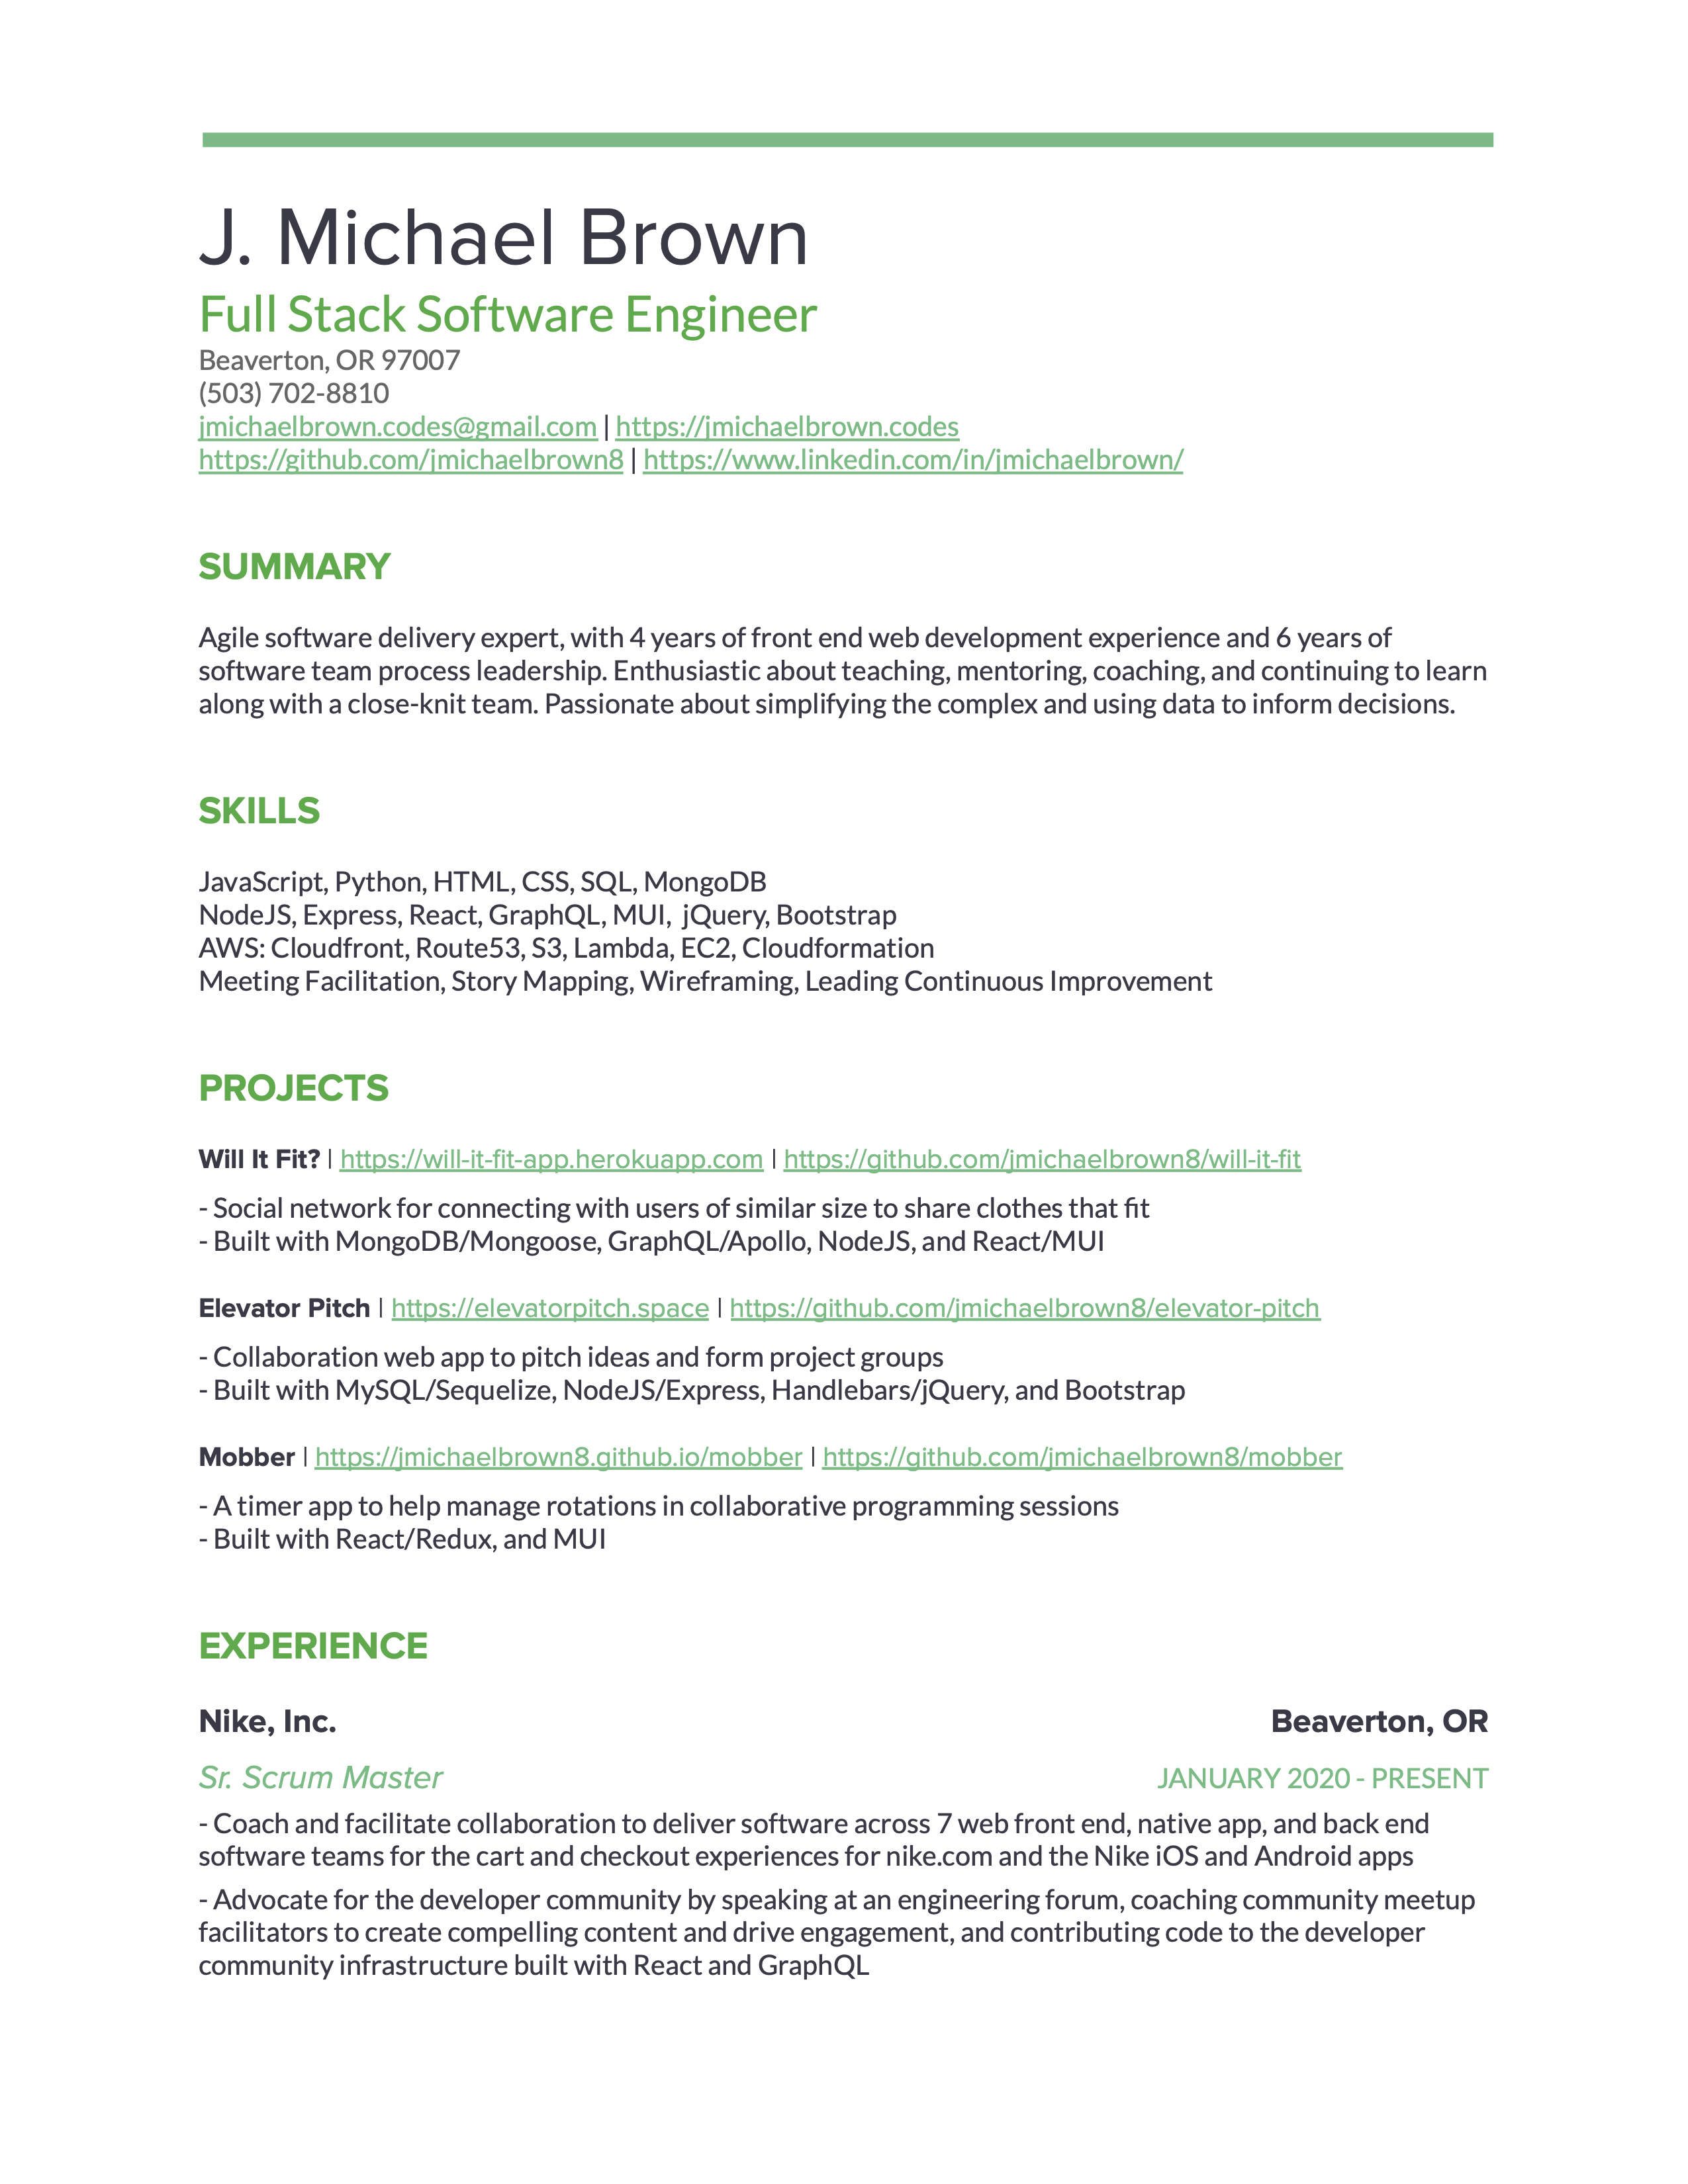 J. Michael Brown
Full Stack Software Engineer
Beaverton, OR 97007
(503) 702-8810
jmichaelbrown.codes@gmail.com | https://jmichaelbrown.codes
https://github.com/jmichaelbrown8 | https://www.linkedin.com/in/jmichaelbrown/
SUMMARY
Agile software delivery expert, with 4 years of front end web development experience and 6 years of
software team process leadership. Enthusiastic about teaching, mentoring, coaching, and continuing to learn
along with a close-knit team. Passionate about simplifying the complex and using data to inform decisions.
SKILLS
JavaScript, Python, HTML, CSS, SQL, MongoDB
NodeJS, Express, React, GraphQL, MUI, jQuery, Bootstrap
AWS: Cloudfront, Route53, S3, Lambda, EC2, Cloudformation
Meeting Facilitation, Story Mapping, Wireframing, Leading Continuous Improvement
PROJECTS
Will It Fit? | https://will-it-fit-app.herokuapp.com | https://github.com/jmichaelbrown8/will-it-fit
- Social network for connecting with users of similar size to share clothes that fit
- Built with MongoDB/Mongoose, GraphQL/Apollo, NodeJS, and React/MUI
Elevator Pitch | https://elevatorpitch.space | https://github.com/jmichaelbrown8/elevator-pitch
- Collaboration web app to pitch ideas and form project groups
- Built with MySQL/Sequelize, NodeJS/Express, Handlebars/jQuery, and Bootstrap
Mobber | https://jmichaelbrown8.github.io/mobber | https://github.com/jmichaelbrown8/mobber
- A timer app to help manage rotations in collaborative programming sessions
- Built with React/Redux, and MUI
EXPERIENCE
Nike, Inc. Beaverton, OR
Sr. Scrum Master JANUARY 2020 - PRESENT
- Coach and facilitate collaboration to deliver software across 7 web front end, native app, and back end
software teams for the cart and checkout experiences for nike.com and the Nike iOS and Android apps
- Advocate for the developer community by speaking at an engineering forum, coaching community meetup
facilitators to create compelling content and drive engagement, and contributing code to the developer
community infrastructure built with React and GraphQL